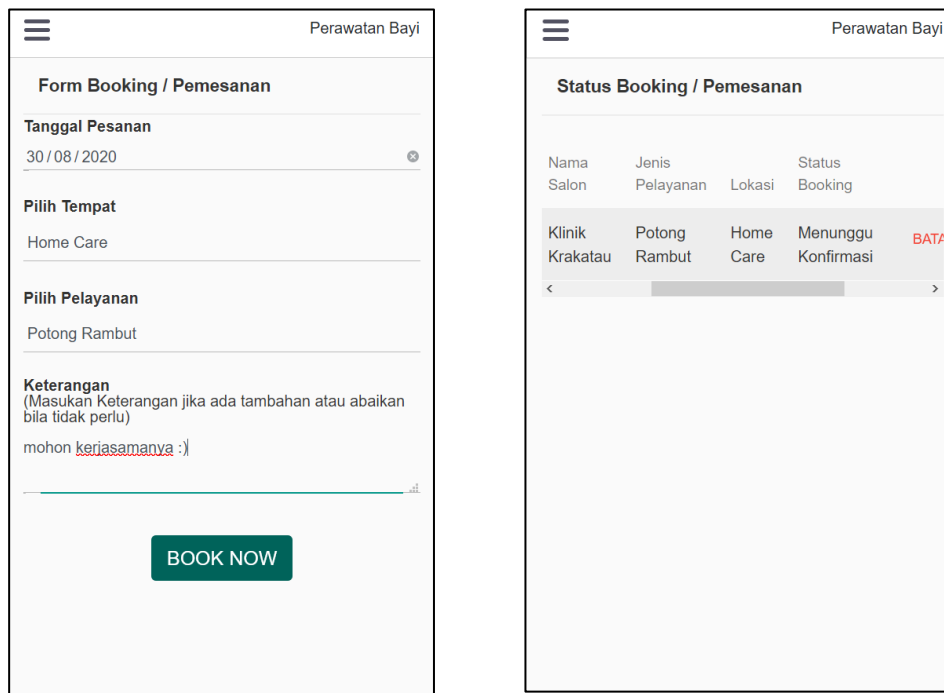 Perawatan Bayi
Form Booking / Pemesanan
Tanggal Pesanan
30/08/2020
Pilih Tempat
Home Care
Pilih Pelayanan
Potong Rambut
Keterangan
(Masukan Keterangan jika ada tambahan atau abaikan
bila tidak perlu)
mohon kerjasamanya :)
BOOK NOW
Perawatan Bayi
Status Booking / Pemesanan
Nama Jenis Status
Salon Pelayanan Lokasi Booking
Klinik Potong Home Menunggu
Krakatau Rambut Care Konfirmasi
BATA